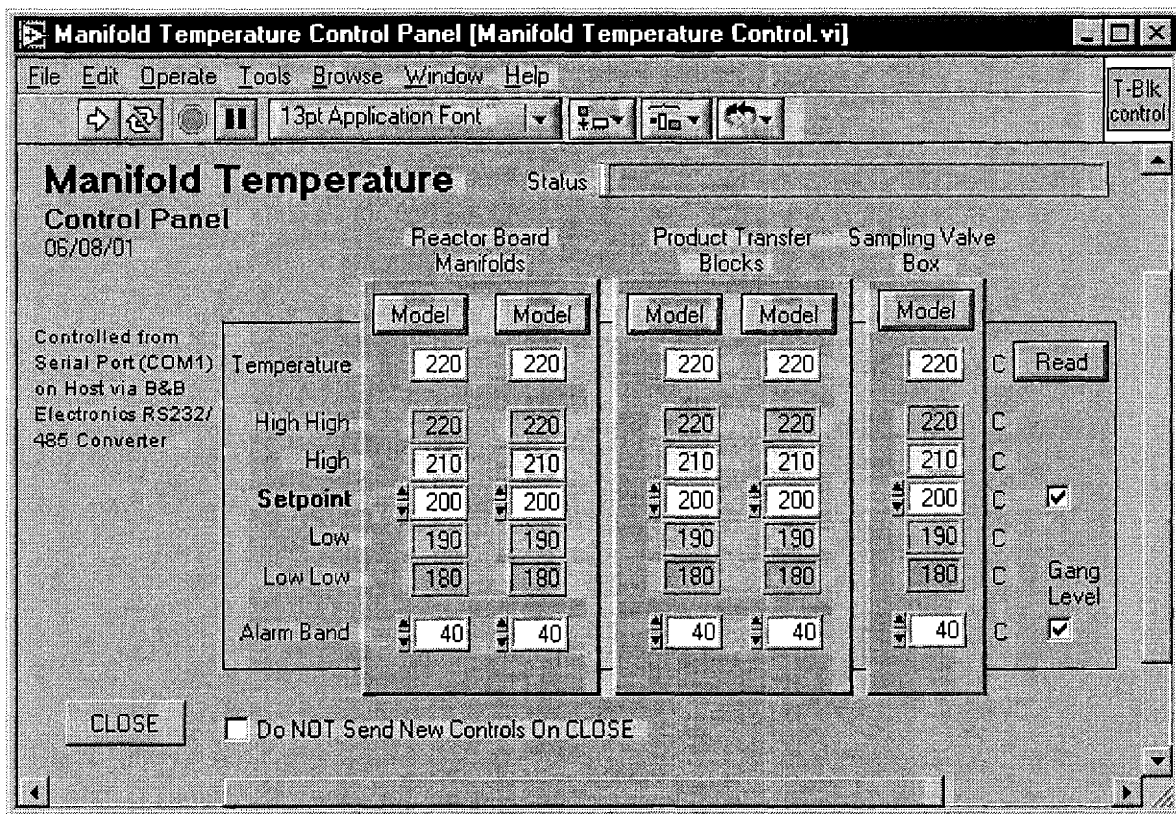 Manifold Temperature Control Panel [Manifold Temperature Control.vi]
File Edit Operate Tools Browse Window Help
T-Blk
control
13pt Application Font
Manifold Temperature
Status
Control Panel
06/08/01
Reactor Board
Manifolds
Product Transfer
Blocks
Sampling Valve
Box
Model Model Model Model Model
Controlled from
Serial Port (COM1)
on Host via B&B
Electronics RS232/
485 Converter
Temperature 220 220 220 220 220 C Read
High High 220 220 220 220 220 C
High 210 210 210 210 210 C
Setpoint 200 200 200 200 200 C
Low 190 190 190 190 190 C
Low Low 180 180 180 180 180 C
Gang
Level
Alarm Band 40 40 40 40 40 C
CLOSE
Do NOT Send New Controls On CLOSE